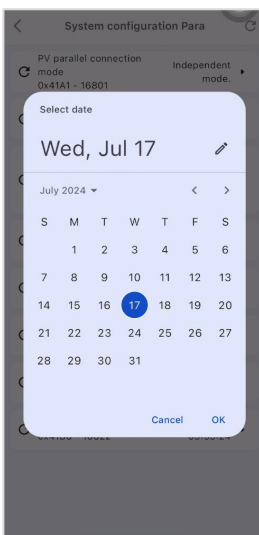 System configuration Para
PV parallel connection
mode
0x41A1 - 16801
Independent
mode.
Select date
Wed, Jul 17
July 2024
S M T W T F S
1 2 3 4 5 6
7 8 9 10 11 12 13
14 15 16 17 18 19 20
21 22 23 24 25 26 27
28 29 30 31
Cancel OK